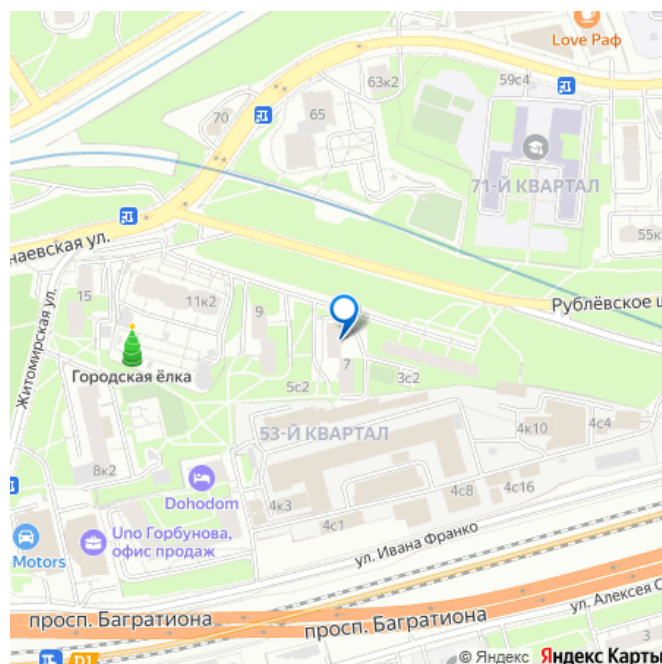 Love Раф
63к2
59с4
70
65
71-Й КВАРТАЛ
55к
наевская ул.
15
11к2
9
Рублёвское ш
Житомирская ул.
Городская ёлка
7
5с2
3с2
53-Й КВАРТАЛ
4к10
4с4
8к2
Dohodom
4к3
4с8
4с16
4с1
Uno Горбунова,
офис продаж
Motors
ул. Ивана Франко
просп. Багратиона
просп. Багратиона
ул. Алексея С
3
D1
© Яндекс Яндекс Карты